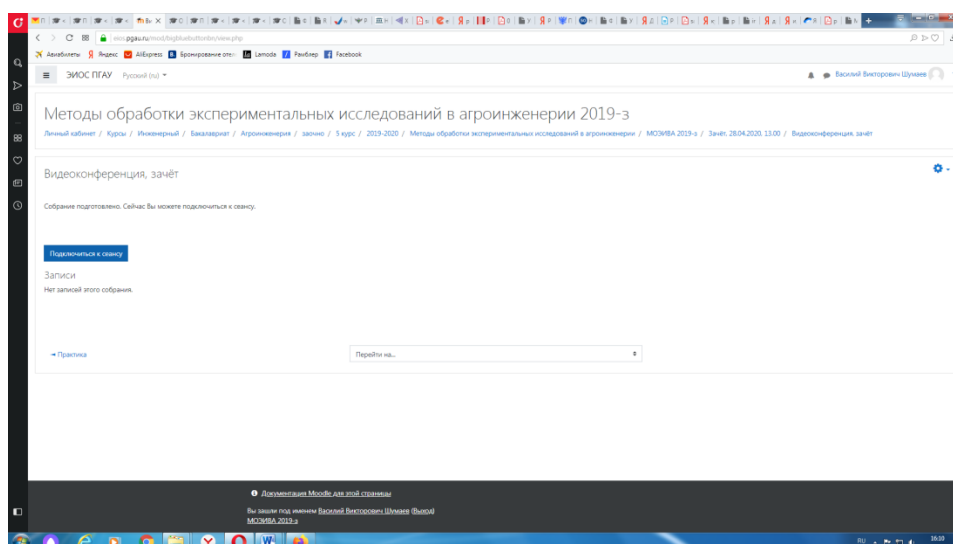 eios.pgau.ru/mod/bigbluebuttonbn/view.php
Авиабилеты Яндекс AliExpress Бронирование отел Lamoda Рамблер Facebook
ЭИОС ПГАУ Русский (ru)
Василий Викторович Шумаев
Методы обработки экспериментальных исследований в агроинженерии 2019-з
Личный кабинет / Курсы / Инженерный / Бакалавриат / Агроинженерия / заочно / 5 курс / 2019-2020 / Методы обработки экспериментальных исследований в агроинженерии / МОЭИВА 2019-з / Зачёт. 28.04.2020, 13.00 / Видеоконференция, зачёт
Видеоконференция, зачёт
Собрание подготовлено. Сейчас Вы можете подключиться к сеансу.
Подключиться к сеансу
Записи
Нет записей этого собрания.
Практика
Перейти на...
Документация Moodle для этой страницы
Вы зашли под именем Василий Викторович Шумаев (Выход)
МОЭИВА 2019-з
RU
16:10